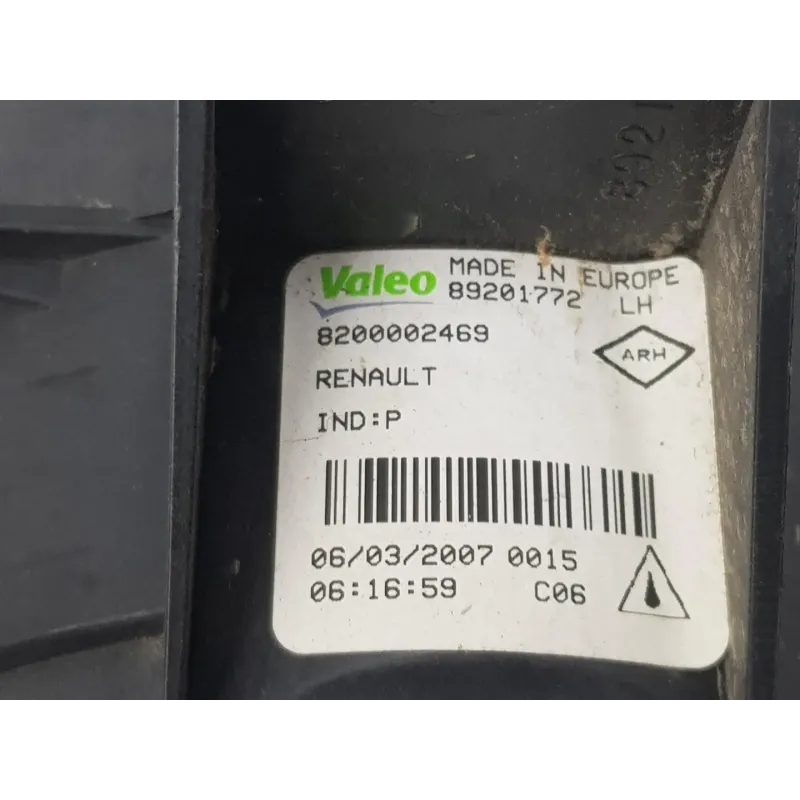 Valeo MADE IN EUROPE
89201772 LH
8200002469
ARH
RENAULT
IND:P
06/03/2007 0015
06:16:59 C06